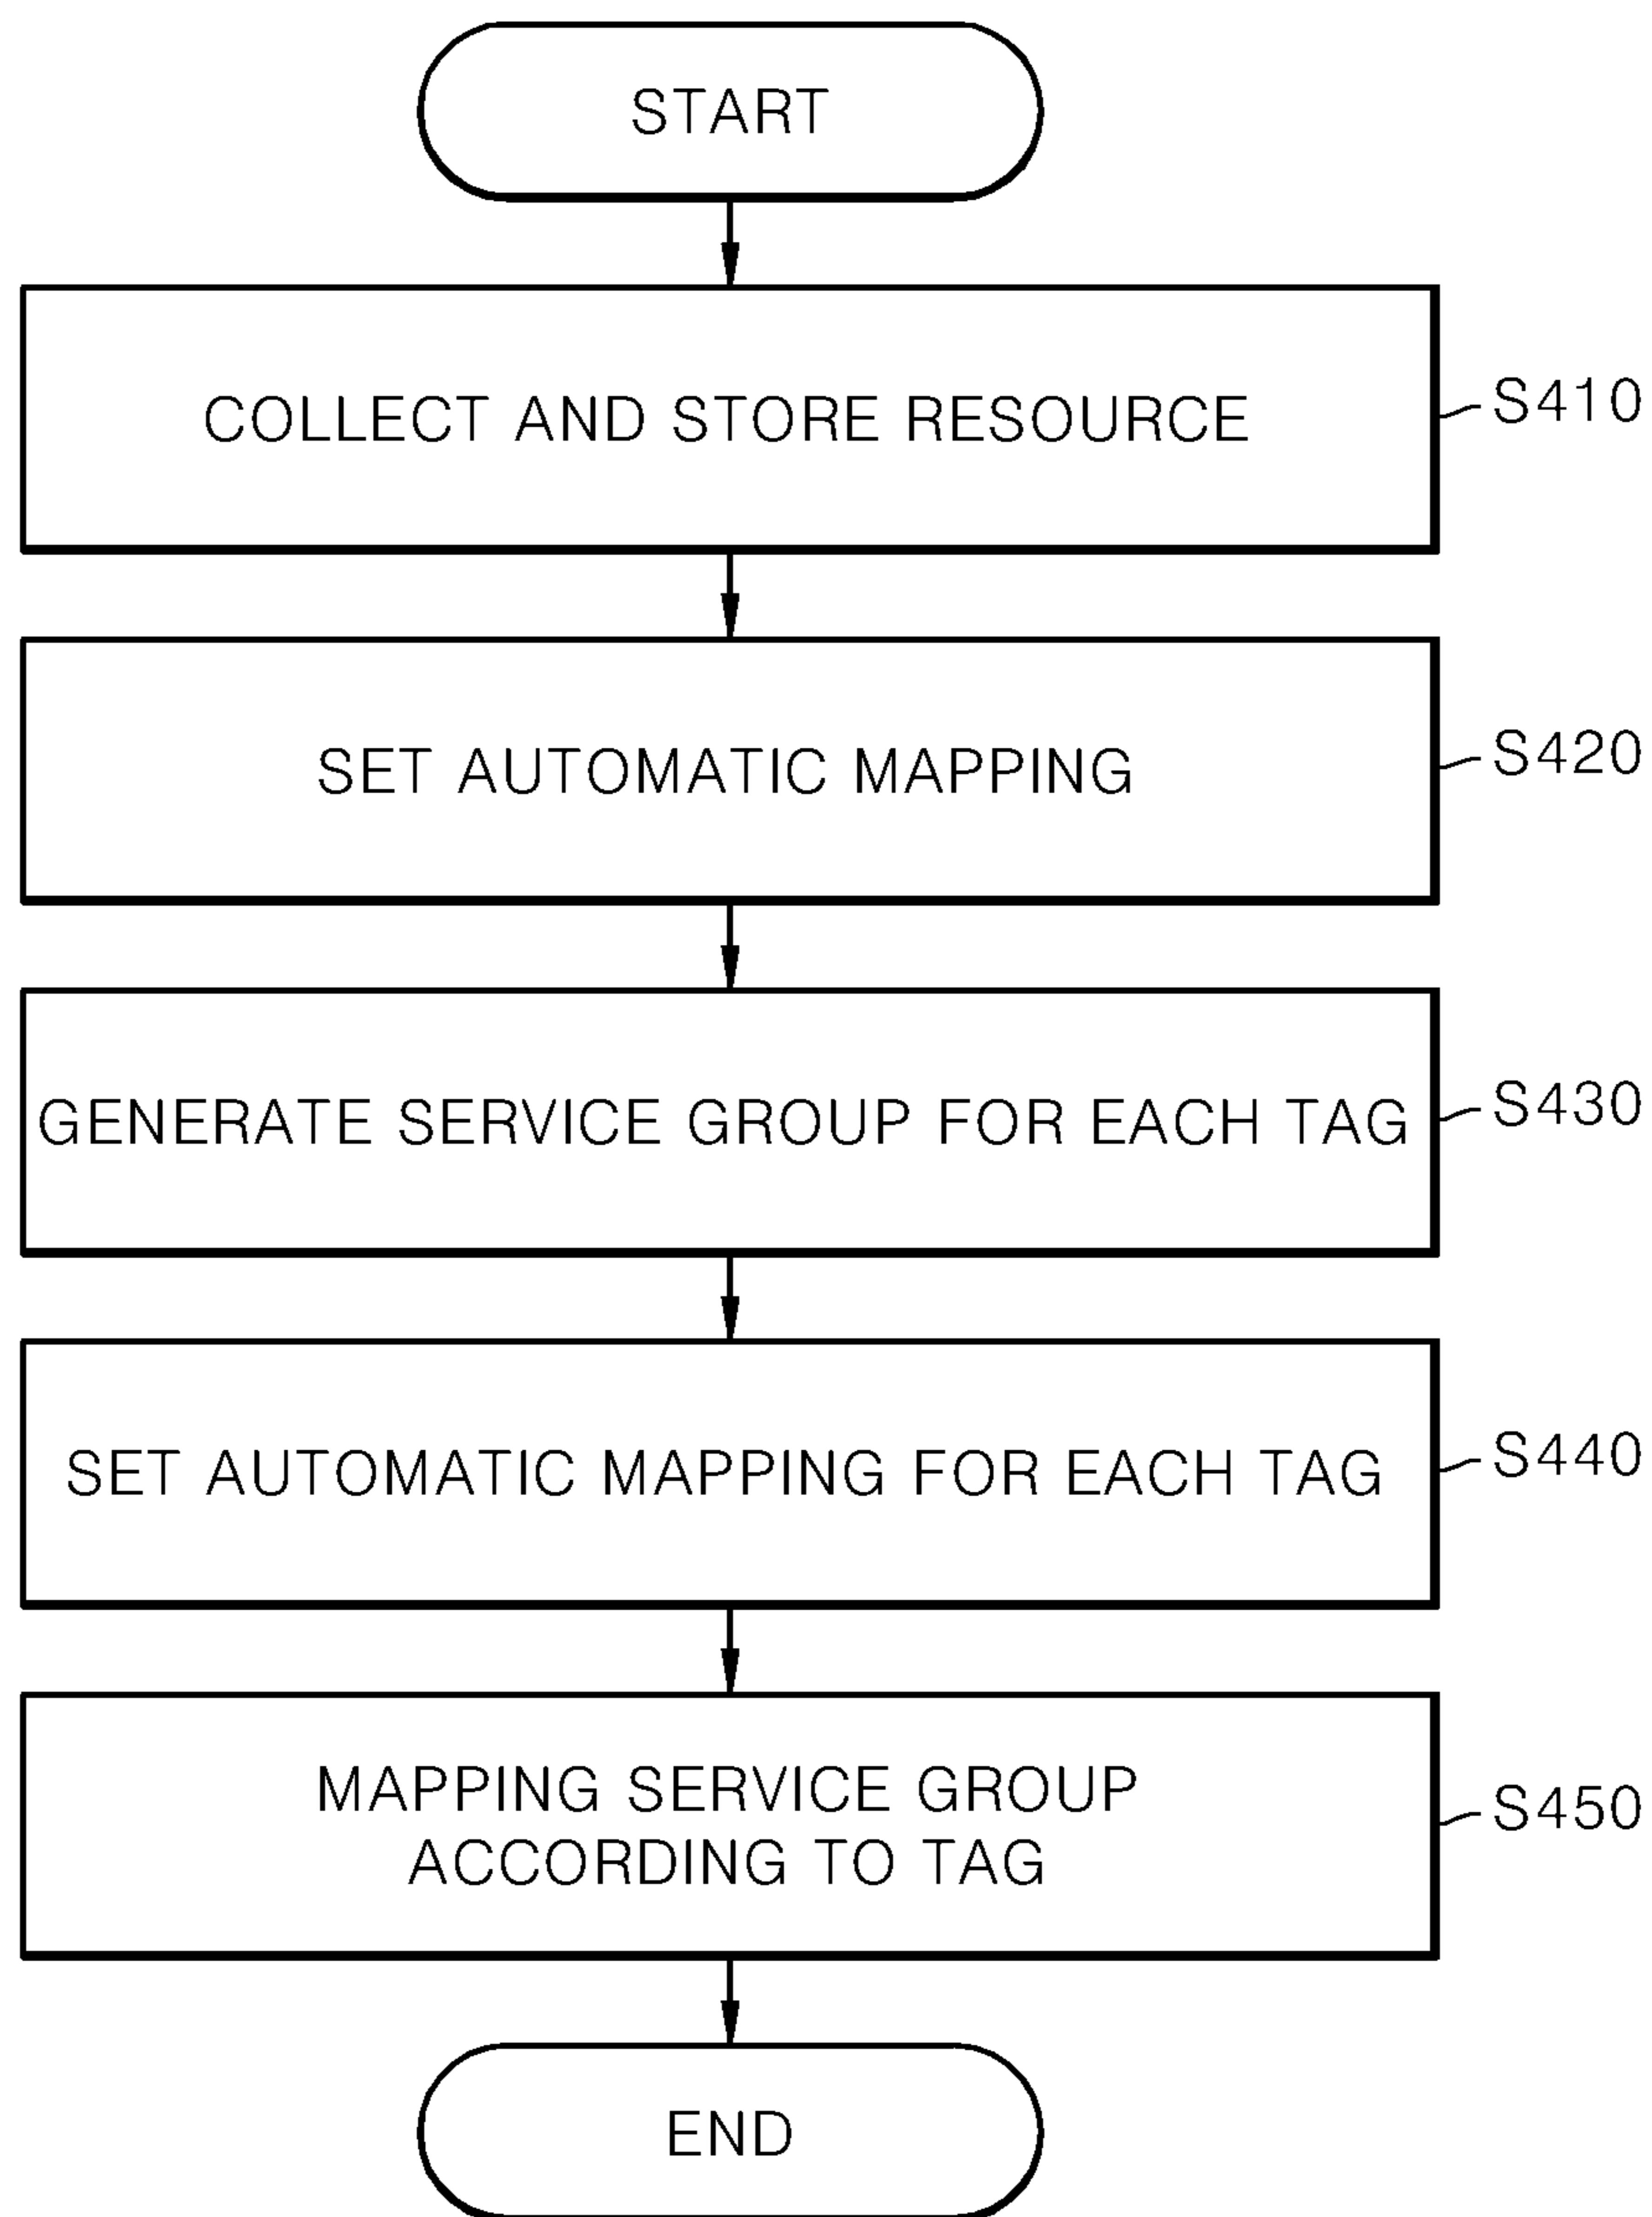 START
COLLECT AND STORE RESOURCE
S410
SET AUTOMATIC MAPPING
S420
GENERATE SERVICE GROUP FOR EACH TAG
S430
SET AUTOMATIC MAPPING FOR EACH TAG
S440
MAPPING SERVICE GROUP
ACCORDING TO TAG
S450
END